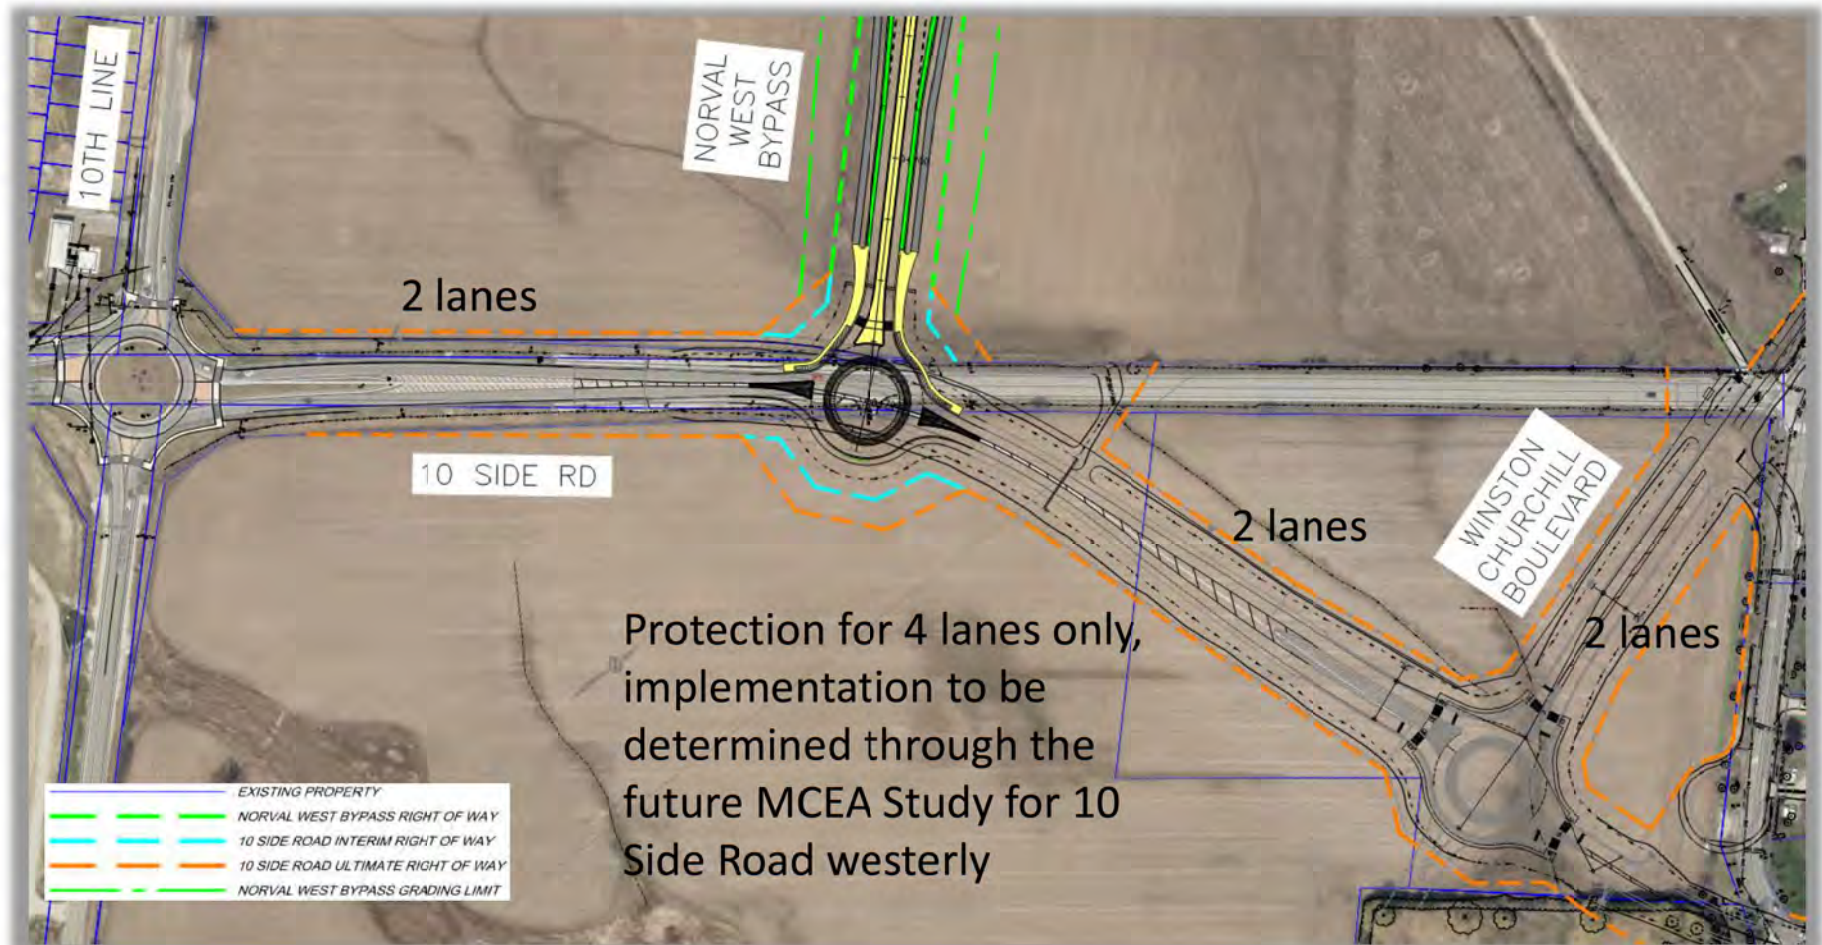 10TH LINE
NORVAL
WEST
BYPASS
2 lanes
10 SIDE RD
2 lanes
WINSTON
CHURCHILL
BOULEVARD
2 lanes
Protection for 4 lanes only,
implementation to be
determined through the
future MCEA Study for 10
Side Road westerly
EXISTING PROPERTY
NORVAL WEST BYPASS RIGHT OF WAY
10 SIDE ROAD INTERIM RIGHT OF WAY
10 SIDE ROAD ULTIMATE RIGHT OF WAY
NORVAL WEST BYPASS GRADING LIMIT